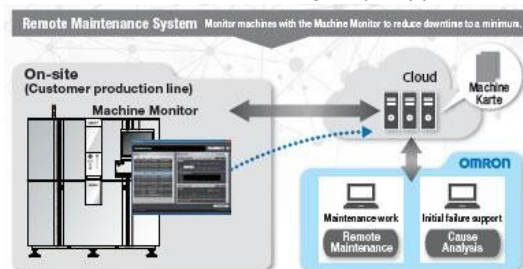 Remote Maintenance System Monitor machines with the Machine Monitor to reduce downtime to a minimum.
On-site
(Customer production line)
Machine Monitor
Cloud
Machine
Karte
OMRON
Maintenance work
Remote
Maintenance
Initial failure support
Cause
Analysis